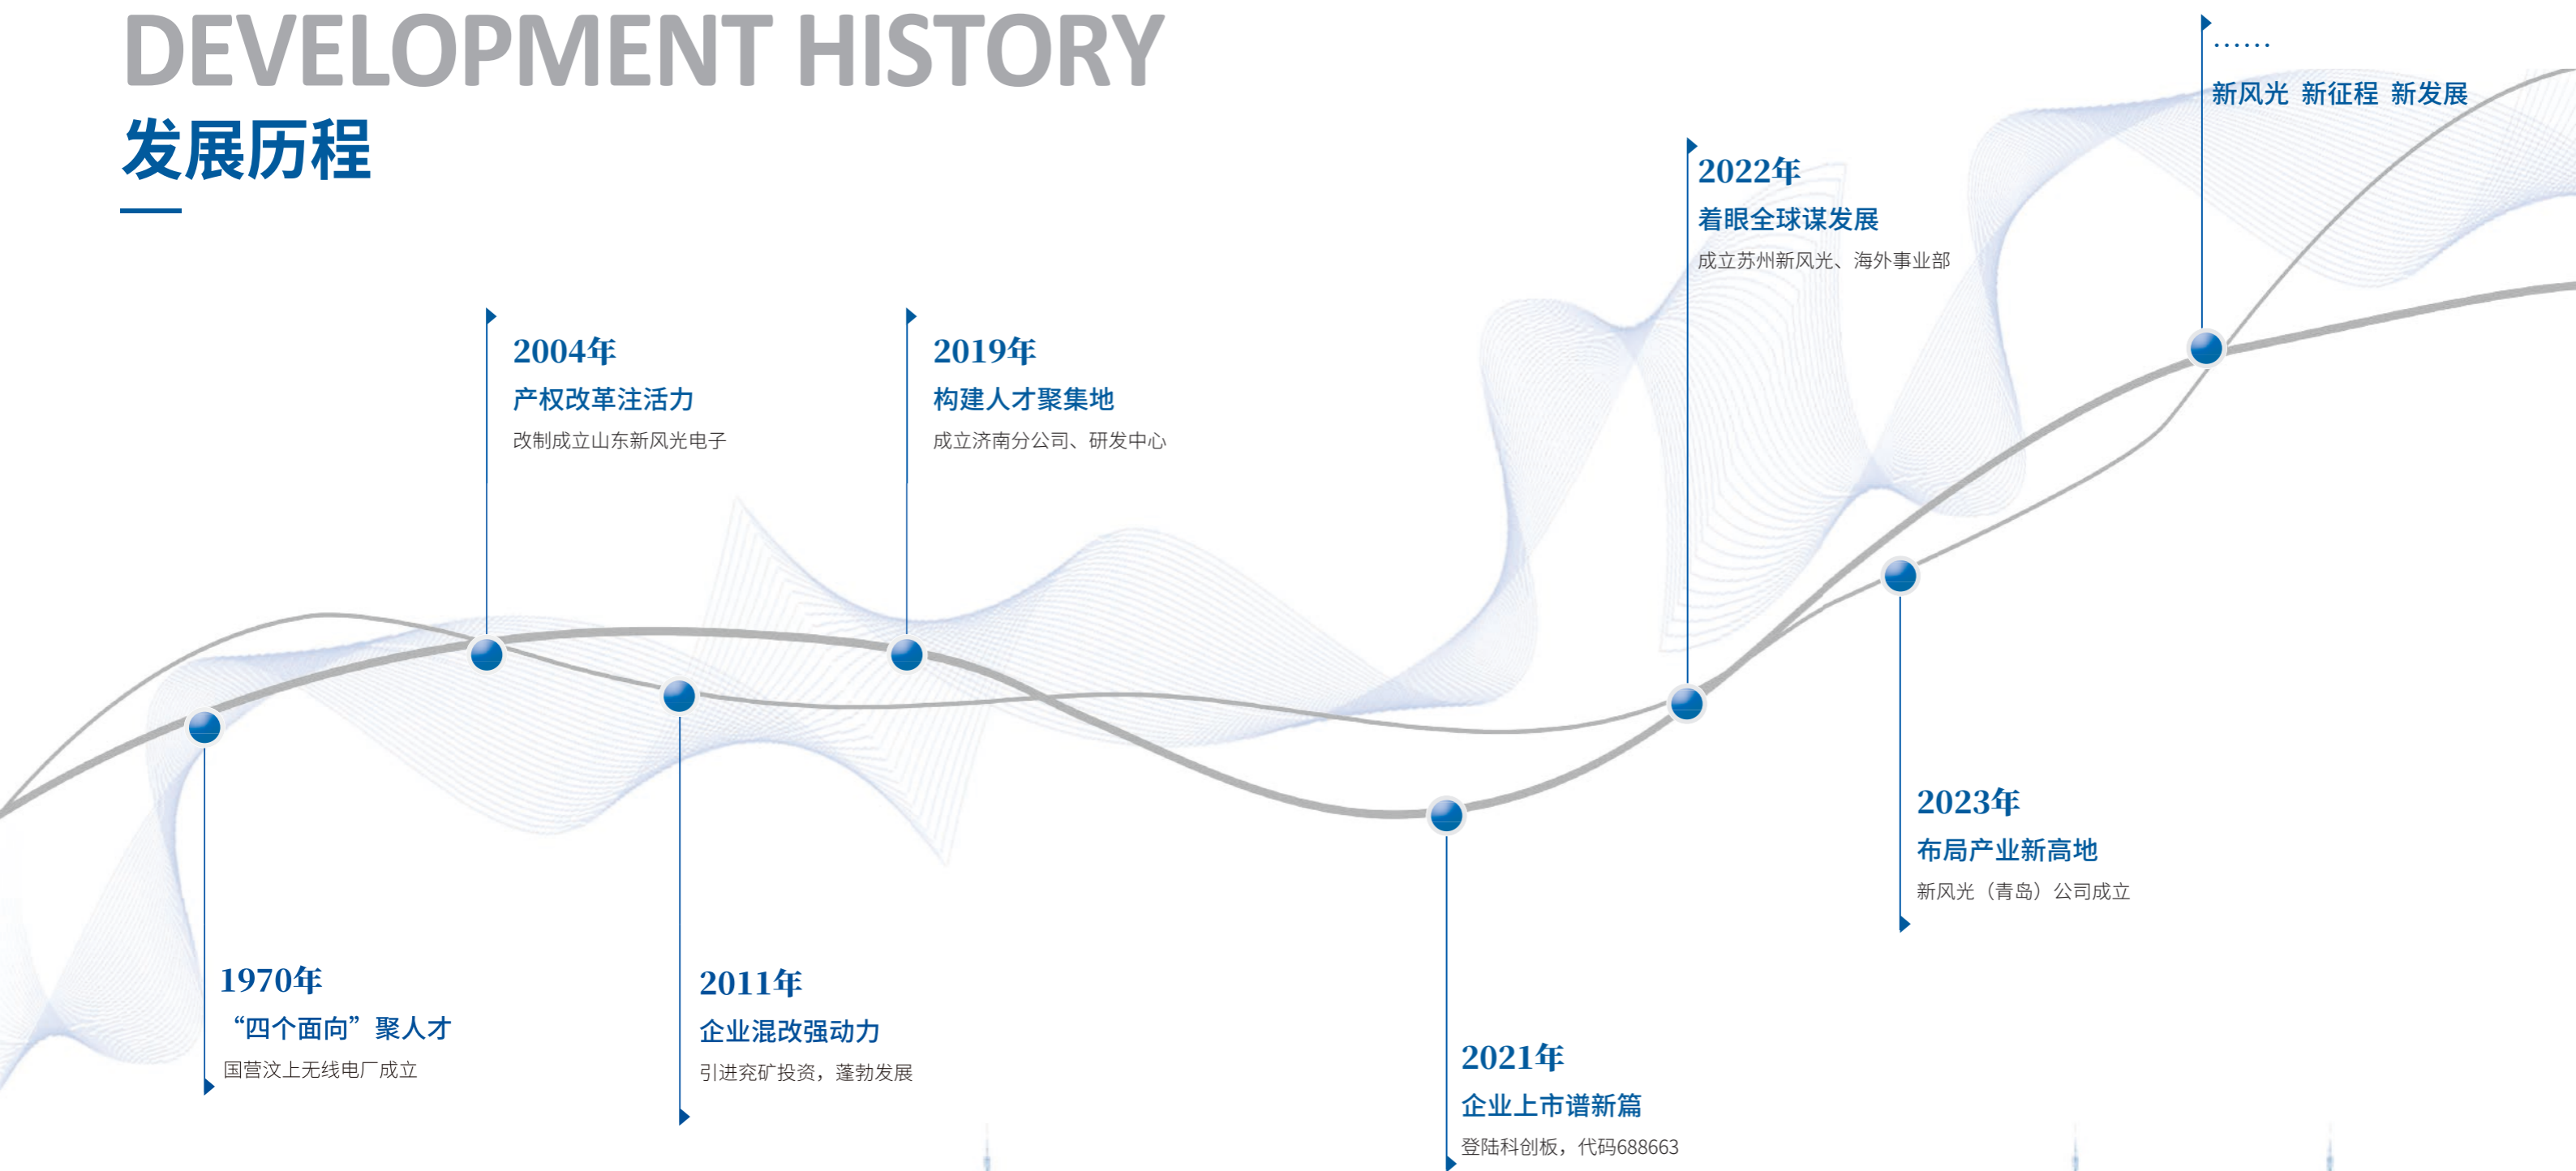 DEVELOPMENT HISTORY
发展历程
1970年
“四个面向”聚人才
国营汶上无线电厂成立
2004年
产权改革注活力
改制成立山东新风光电子
2011年
企业混改强动力
引进兖矿投资，蓬勃发展
2019年
构建人才聚集地
成立济南分公司、研发中心
2021年
企业上市谱新篇
登陆科创板，代码688663
2022年
着眼全球谋发展
成立苏州新风光、海外事业部
2023年
布局产业新高地
新风光（青岛）公司成立
……
新风光 新征程 新发展